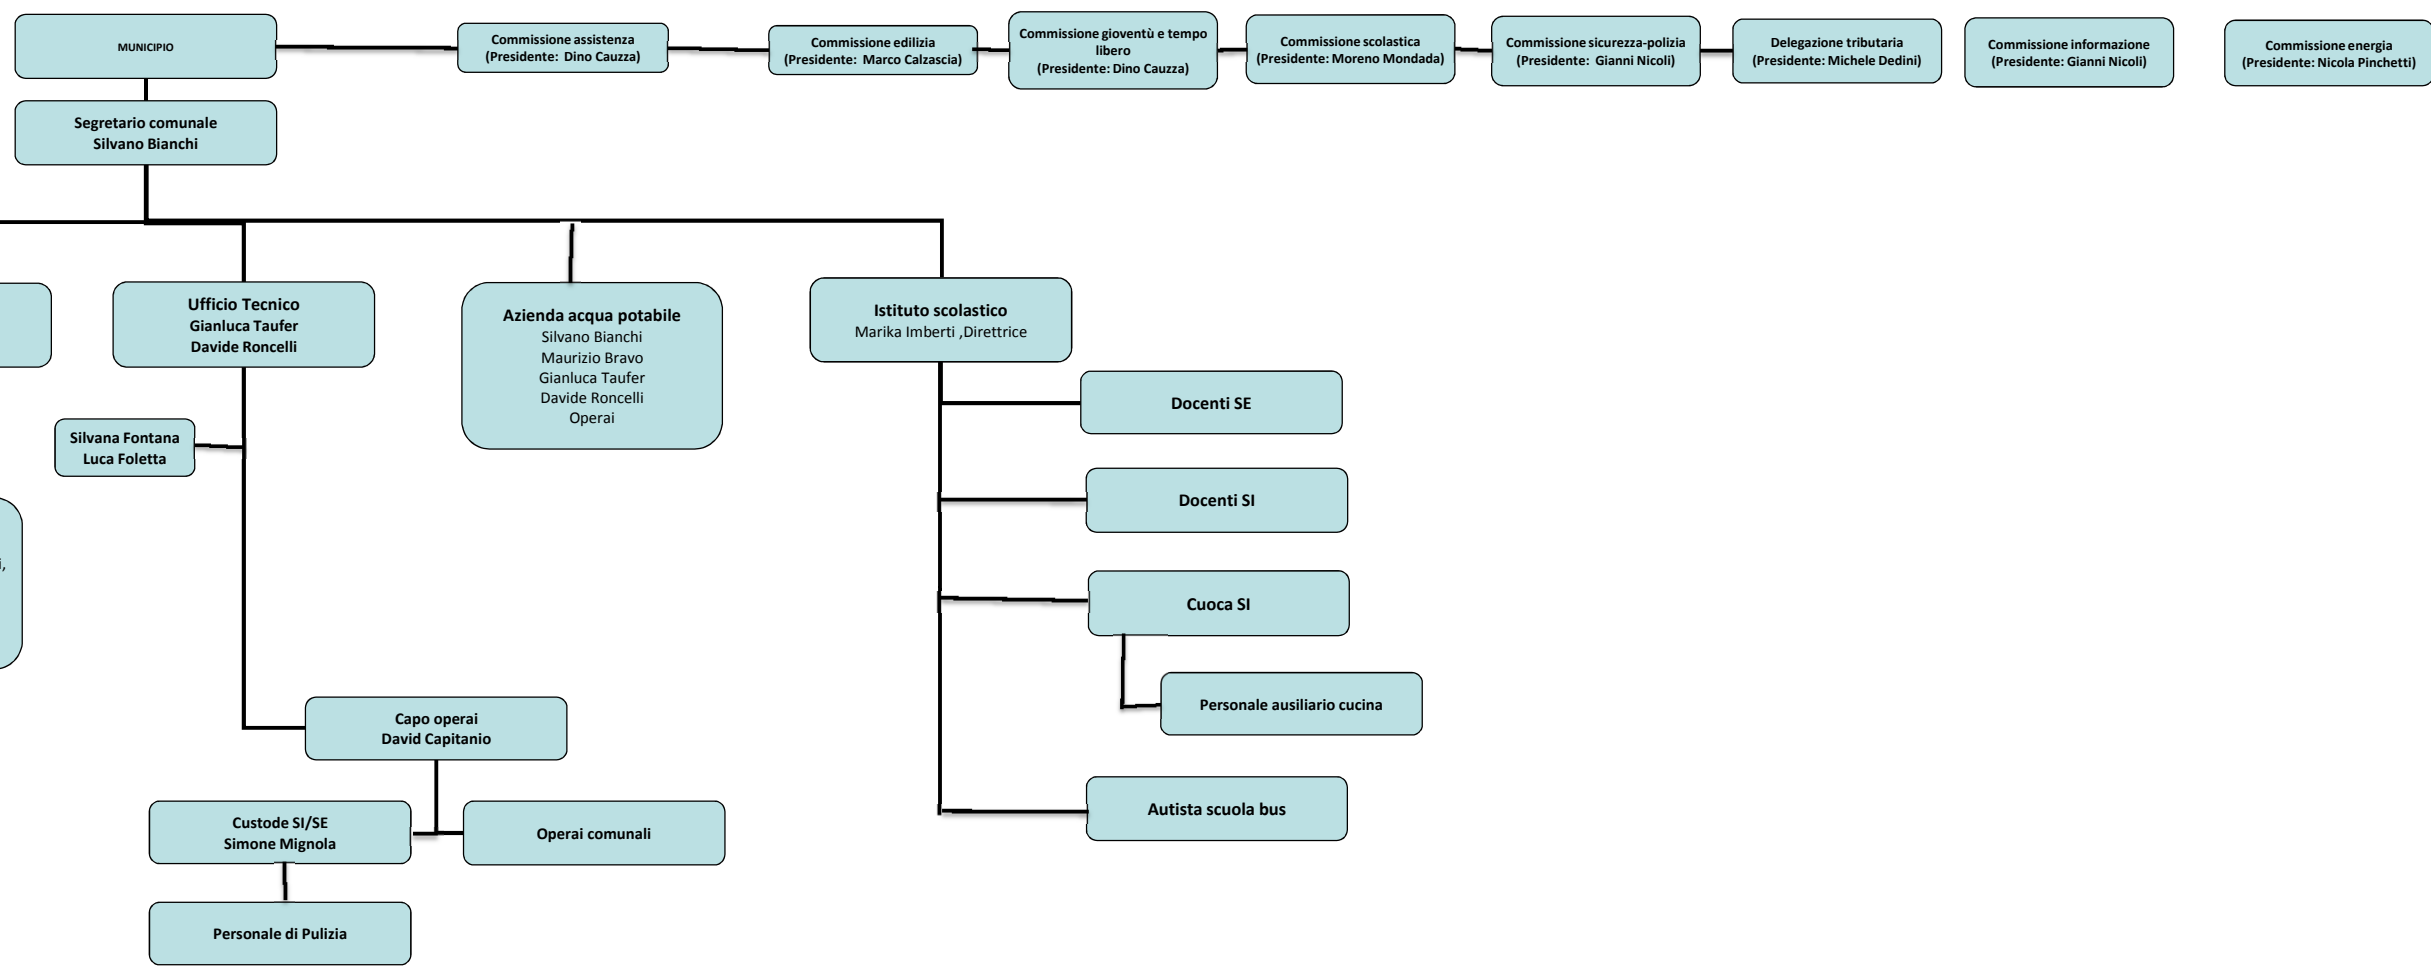 MUNICIPIO
Commissione assistenza
(Presidente: Dino Cauzza)
Commissione edilizia
(Presidente: Marco Calzascia)
Commissione gioventù e tempo
libero
(Presidente: Dino Cauzza)
Commissione scolastica
(Presidente: Moreno Mondada)
Commissione sicurezza-polizia
(Presidente: Gianni Nicoli)
Delegazione tributaria
(Presidente: Michele Dedini)
Commissione informazione
(Presidente: Gianni Nicoli)
Commissione energia
(Presidente: Nicola Pinchetti)
Segretario comunale
Silvano Bianchi
Ufficio Tecnico
Gianluca Taufer
Davide Roncelli
Azienda acqua potabile
Silvano Bianchi
Maurizio Bravo
Gianluca Taufer
Davide Roncelli
Operai
Istituto scolastico
Marika Imberti ,Direttrice
Docenti SE
Silvana Fontana
Luca Foletta
Docenti SI
i,
Cuoca SI
Personale ausiliario cucina
Capo operai
David Capitanio
Autista scuola bus
Custode SI/SE
Simone Mignola
Operai comunali
Personale di Pulizia